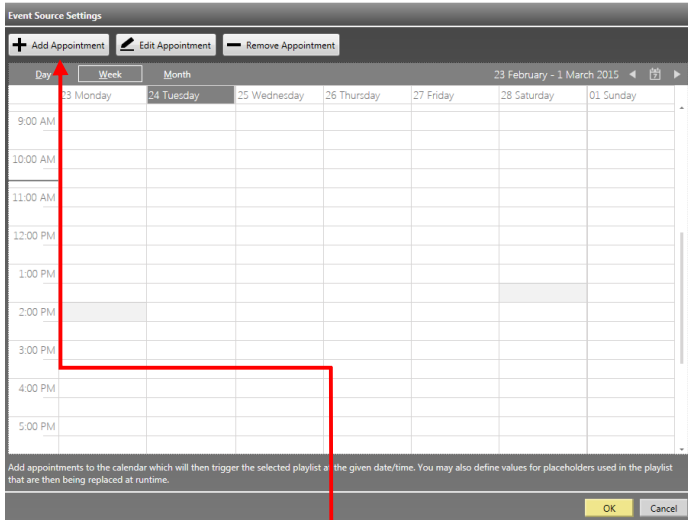 Event Source Settings
Add Appointment Edit Appointment Remove Appointment
Day Week Month 23 February - 1 March 2015
23 Monday 24 Tuesday 25 Wednesday 26 Thursday 27 Friday 28 Saturday 01 Sunday
9:00 AM
10:00 AM
11:00 AM
12:00 PM
1:00 PM
2:00 PM
3:00 PM
4:00 PM
5:00 PM
Add appointments to the calendar which will then trigger the selected playlist at the given date/time. You may also define values for placeholders used in the playlist
that are then being replaced at runtime.
OK Cancel